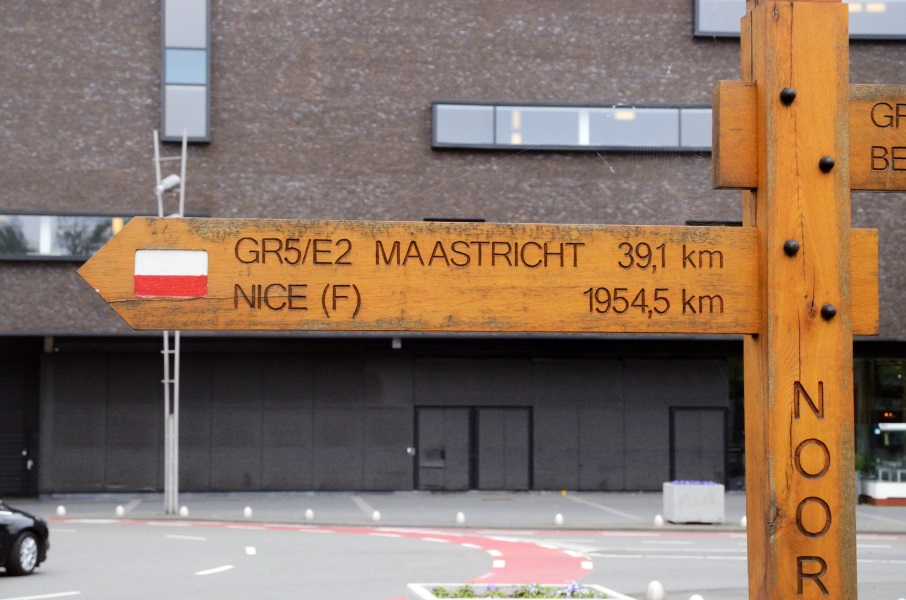 GR5/E2 MAASTRICHT 39,1 km
NICE (F) 1954,5 km
NOOR